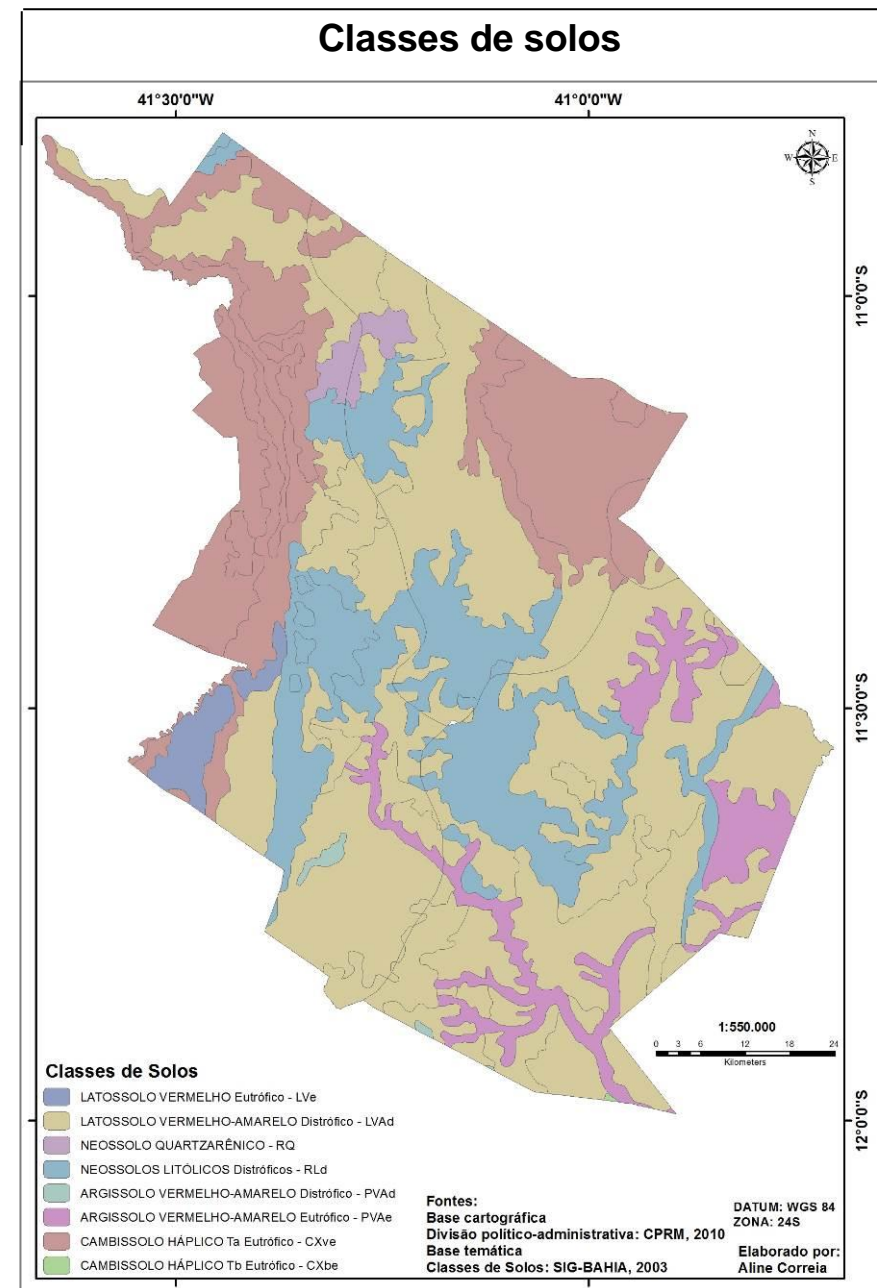 Classes de solos
41°30'0"W
41°0'0"W
N
W
E
S
11°0'0"S
11°30'0"S
12°0'0"S
1:550.000
0 3 6 12 18 24
Kilometers
Classes de Solos
LATOSSOLO VERMELHO Eutrófico - LVe
LATOSSOLO VERMELHO-AMARELO Distrófico - LVAd
NEOSSOLO QUARTZARÊNICO - RQ
NEOSSOLOS LITÓLICOS Distróficos - RLd
ARGISSOLO VERMELHO-AMARELO Distrófico - PVAd
ARGISSOLO VERMELHO-AMARELO Eutrófico - PVAe
CAMBISSOLO HÁPLICO Ta Eutrófico - CXve
CAMBISSOLO HÁPLICO Tb Eutrófico - CXbe
Fontes:
Base cartográfica
Divisão político-administrativa: CPRM, 2010
Base temática
Classes de Solos: SIG-BAHIA, 2003
DATUM: WGS 84
ZONA: 24S
Elaborado por:
Aline Correia